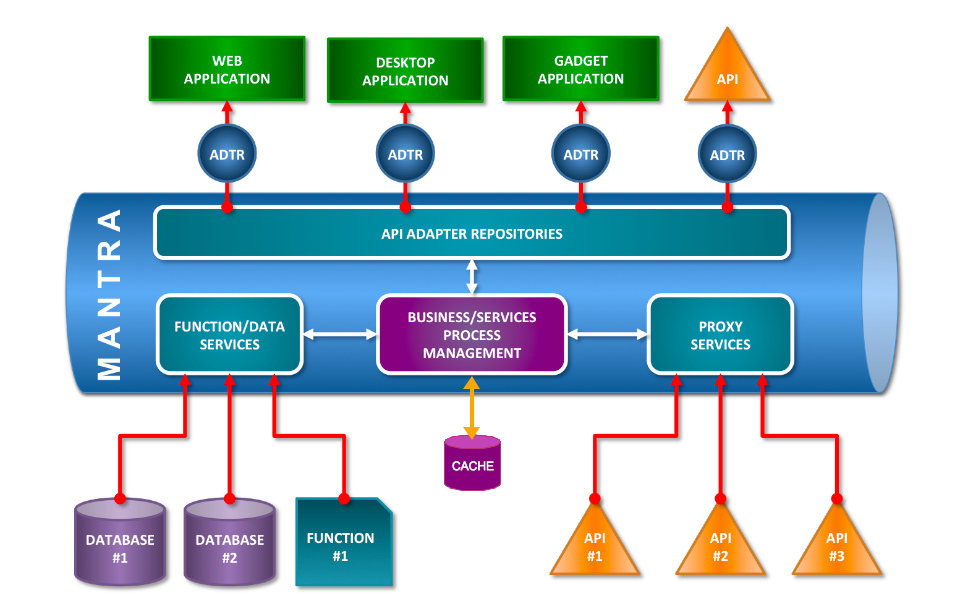 WEB
APPLICATION
DESKTOP
APPLICATION
GADGET
APPLICATION
API
ADTR
ADTR
ADTR
ADTR
MANTRA
API ADAPTER REPOSITORIES
FUNCTION/DATA
SERVICES
BUSINESS/SERVICES
PROCESS
MANAGEMENT
PROXY
SERVICES
CACHE
DATABASE
#1
DATABASE
#2
FUNCTION
#1
API
#1
API
#2
API
#3